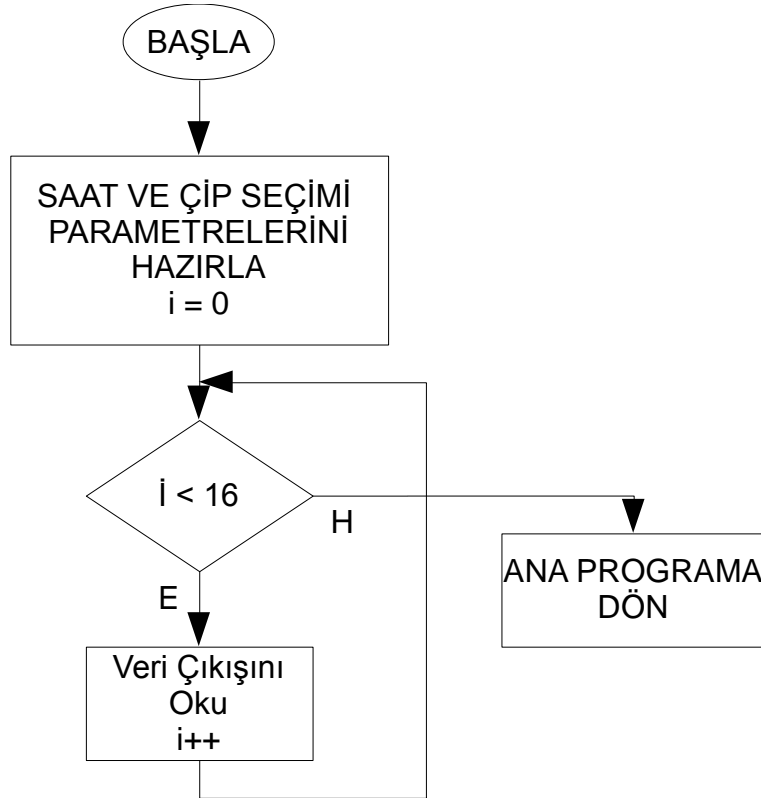 BAŞLA
SAAT VE ÇİP SEÇİMİ
PARAMETRELERİNİ
HAZIRLA
i = 0
İ < 16
H
E
ANA PROGRAMA
DÖN
Veri Çıkışını
Oku
i++